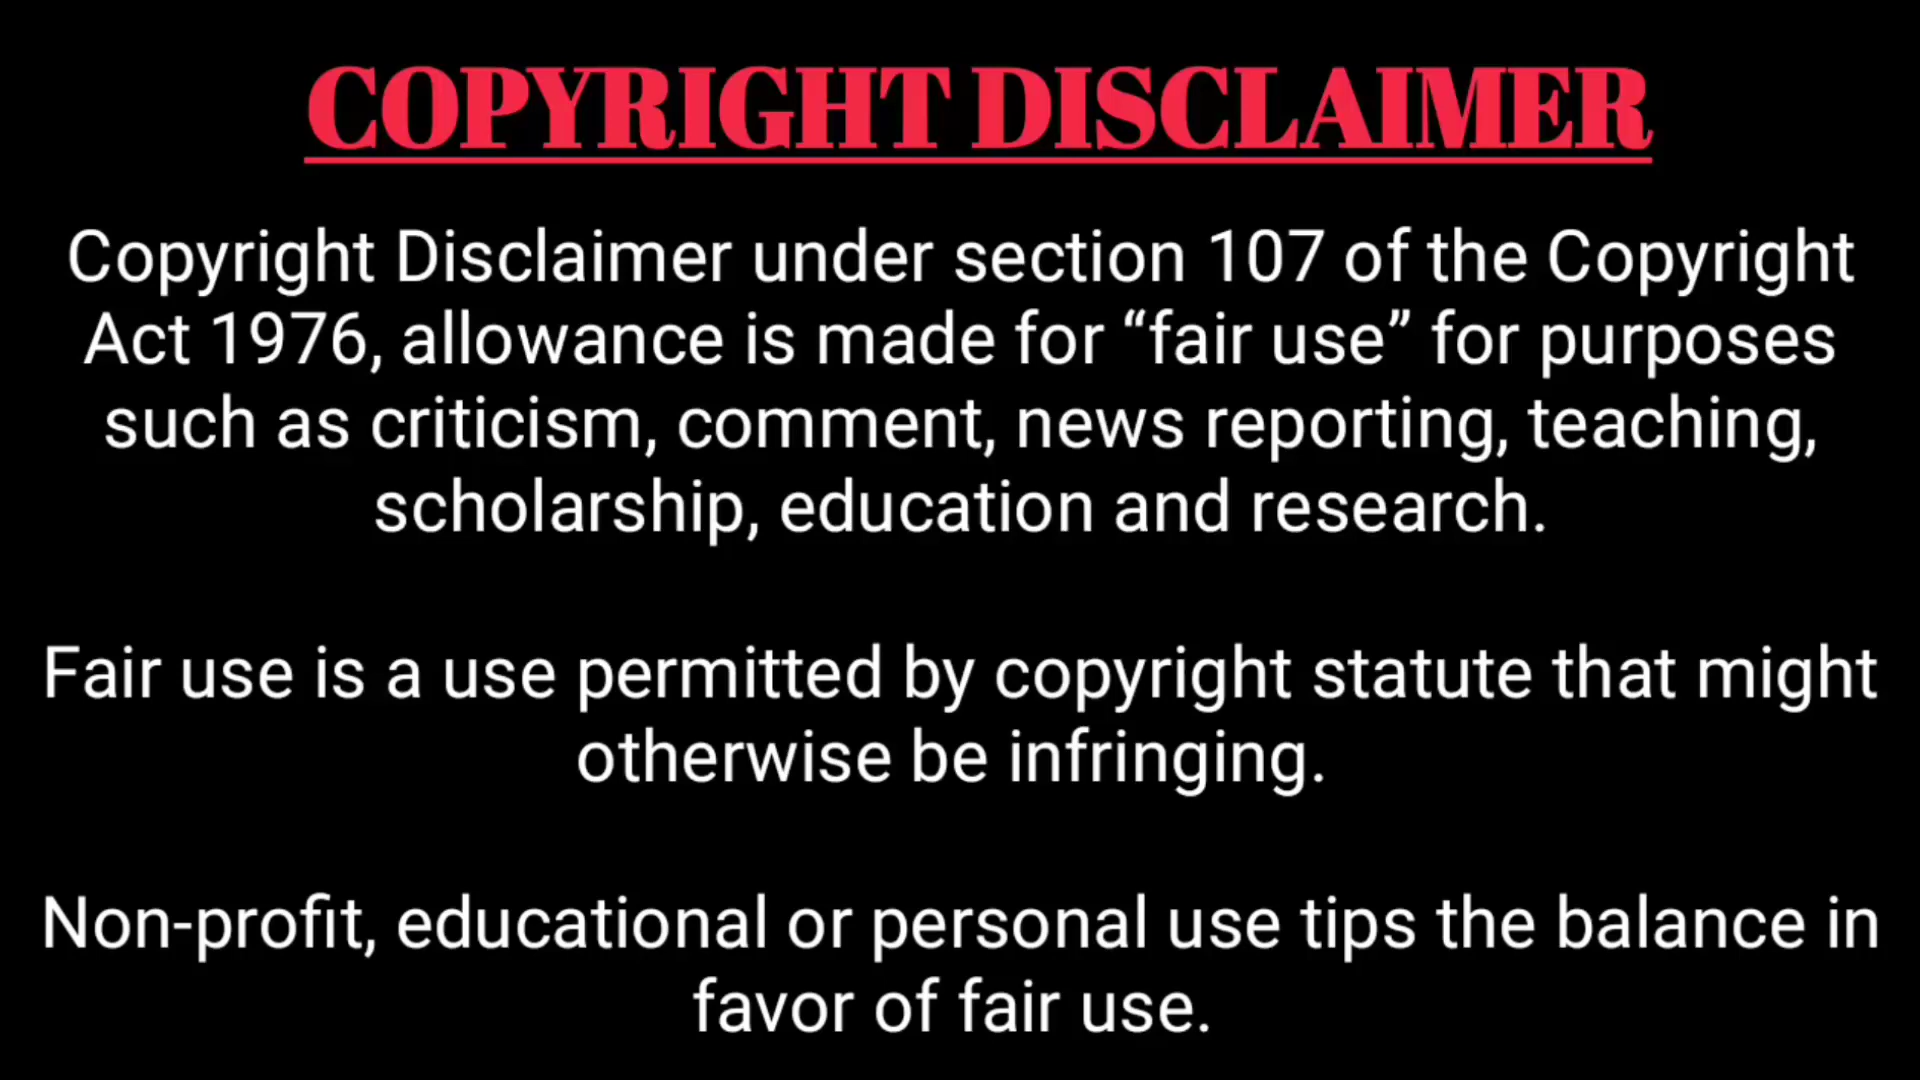 COPYRIGHT DISCLAIMER
Copyright Disclaimer under section 107 of the Copyright
Act 1976, allowance is made for “fair use” for purposes
such as criticism, comment, news reporting, teaching,
scholarship, education and research.
Fair use is a use permitted by copyright statute that might
otherwise be infringing.
Non-profit, educational or personal use tips the balance in
favor of fair use.